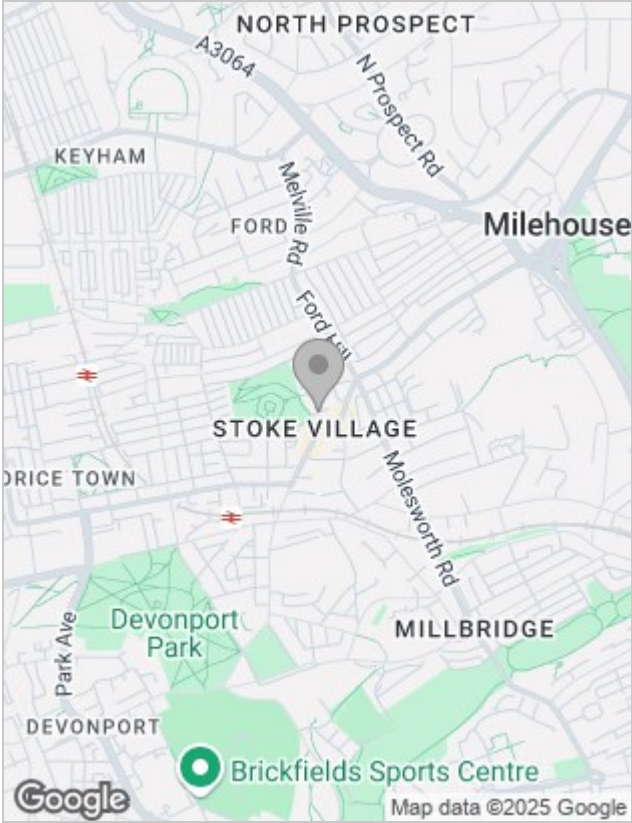 NORTH PROSPECT
A3064
N Prospect Rd
KEYHAM
Melville Rd
FORD
Milehouse
Ford Hill
STOKE VILLAGE
ORICE TOWN
Molesworth Rd
Devonport
Park
Park Ave
MILLBRIDGE
DEVONPORT
Brickfields Sports Centre
Google
Map data ©2025 Google